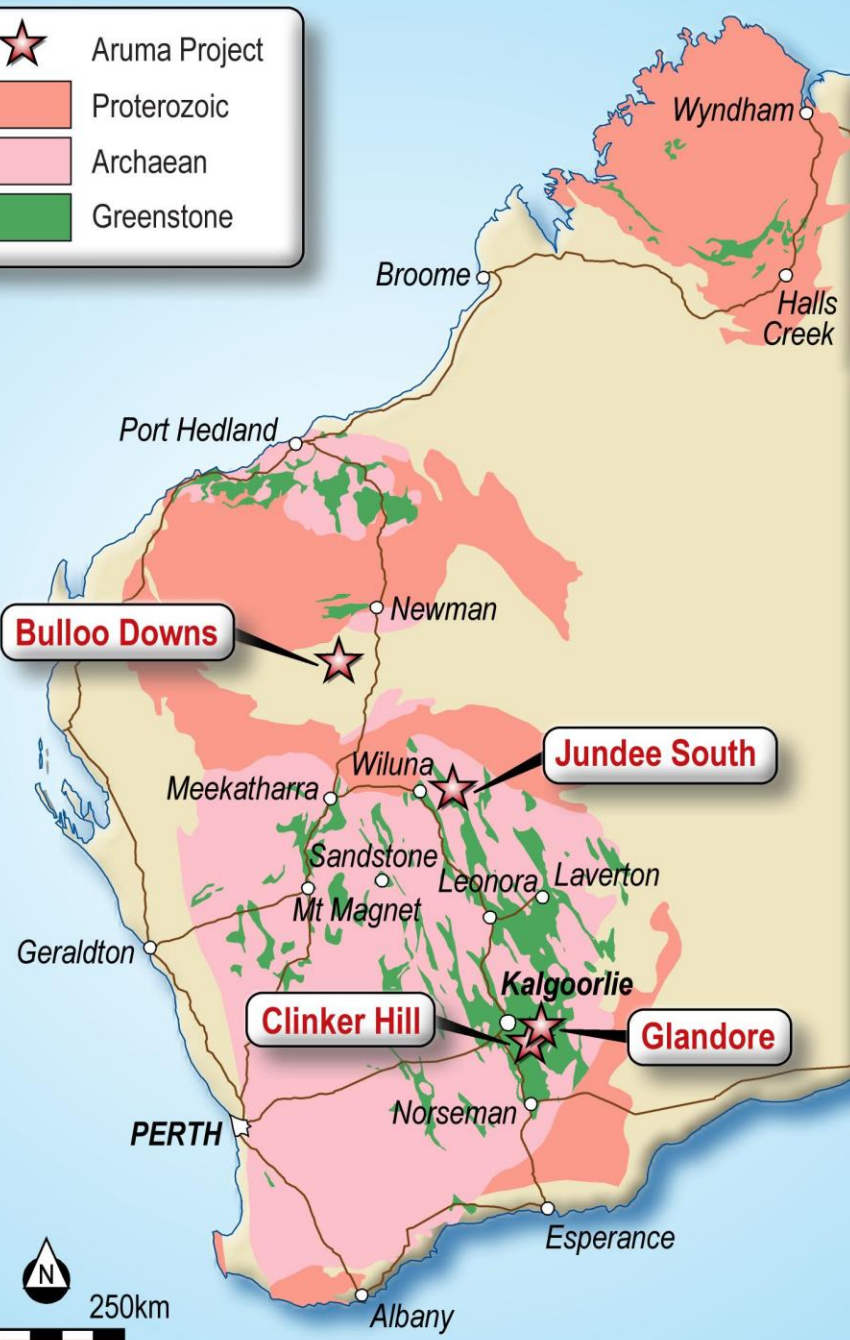 Aruma Project
Proterozoic
Archaean
Greenstone
Wyndham
Broome
Halls
Creek
Port Hedland
Newman
Bulloo Downs
Jundee South
Wiluna
Meekatharra
Sandstone
Leonora
Laverton
Mt Magnet
Geraldton
Kalgoorlie
Clinker Hill
Glandore
Norseman
PERTH
Esperance
N
250km
Albany